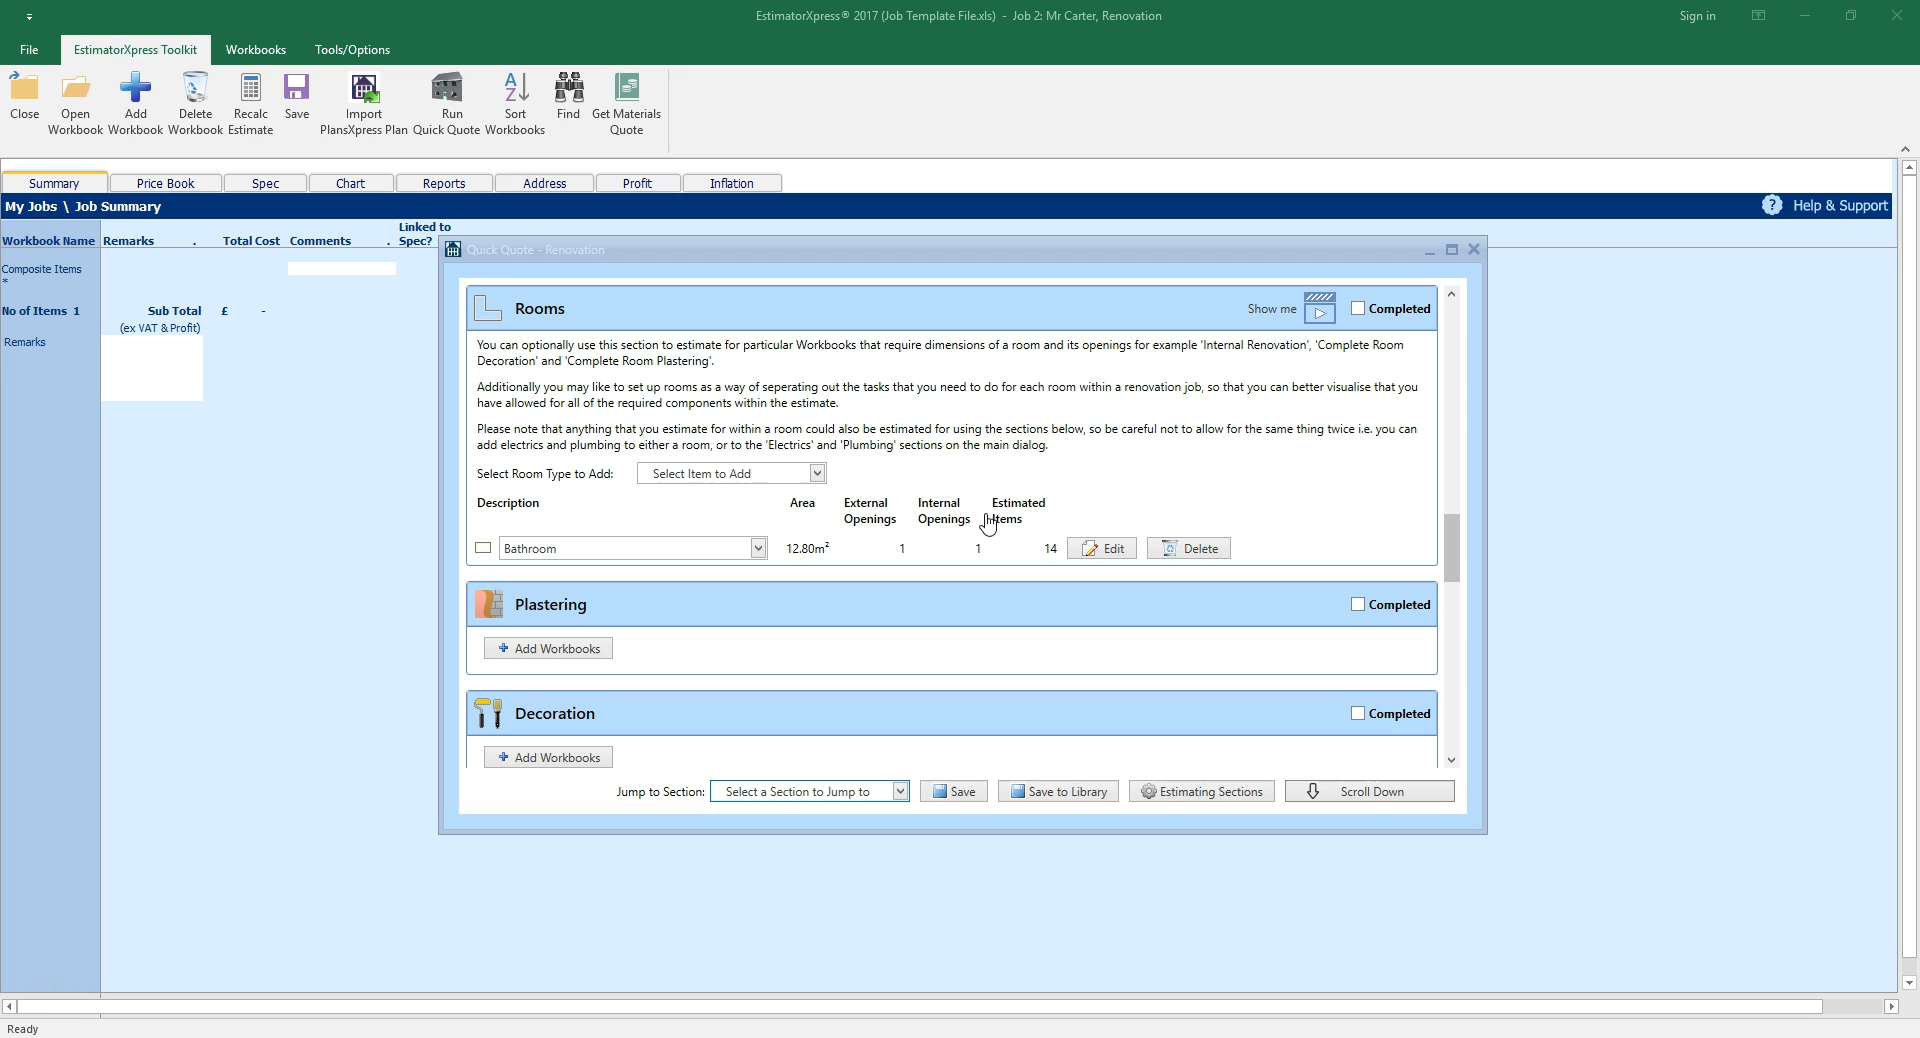 EstimatorXpress® 2017 (Job Template File.xls) - Job 2: Mr Carter, Renovation
Sign in
File
EstimatorXpress Toolkit
Workbooks
Tools/Options
Close
Open Workbook
Add Workbook
Delete Workbook
Recalc Estimate
Save
Import PlansXpress Plan
Run Quick Quote
Sort Workbooks
Find
Get Materials Quote
Summary
Price Book
Spec
Chart
Reports
Address
Profit
Inflation
My Jobs \ Job Summary
? Help & Support
Workbook Name
Remarks .
Total Cost
Comments .
Linked to Spec?
Composite Items
*
No of Items 1
Sub Total £ -
(ex VAT & Profit)
Remarks
Quick Quote - Renovation
Rooms
Show me
Completed
You can optionally use this section to estimate for particular Workbooks that require dimensions of a room and its openings for example 'Internal Renovation', 'Complete Room
Decoration' and 'Complete Room Plastering'.
Additionally you may like to set up rooms as a way of seperating out the tasks that you need to do for each room within a renovation job, so that you can better visualise that you
have allowed for all of the required components within the estimate.
Please note that anything that you estimate for within a room could also be estimated for using the sections below, so be careful not to allow for the same thing twice i.e. you can
add electrics and plumbing to either a room, or to the 'Electrics' and 'Plumbing' sections on the main dialog.
Select Room Type to Add: Select Item to Add
Description Area External Internal Estimated
Openings Openings Items
Bathroom 12.80m² 1 1 14 Edit Delete
Plastering
Completed
+ Add Workbooks
Decoration
Completed
+ Add Workbooks
Jump to Section: Select a Section to Jump to Save Save to Library Estimating Sections Scroll Down
Ready